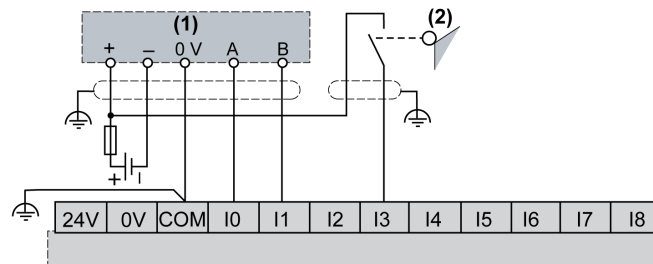 (1)
(2)
+ – 0 V A B
+ –
24V 0V COM I0 I1 I2 I3 I4 I5 I6 I7 I8